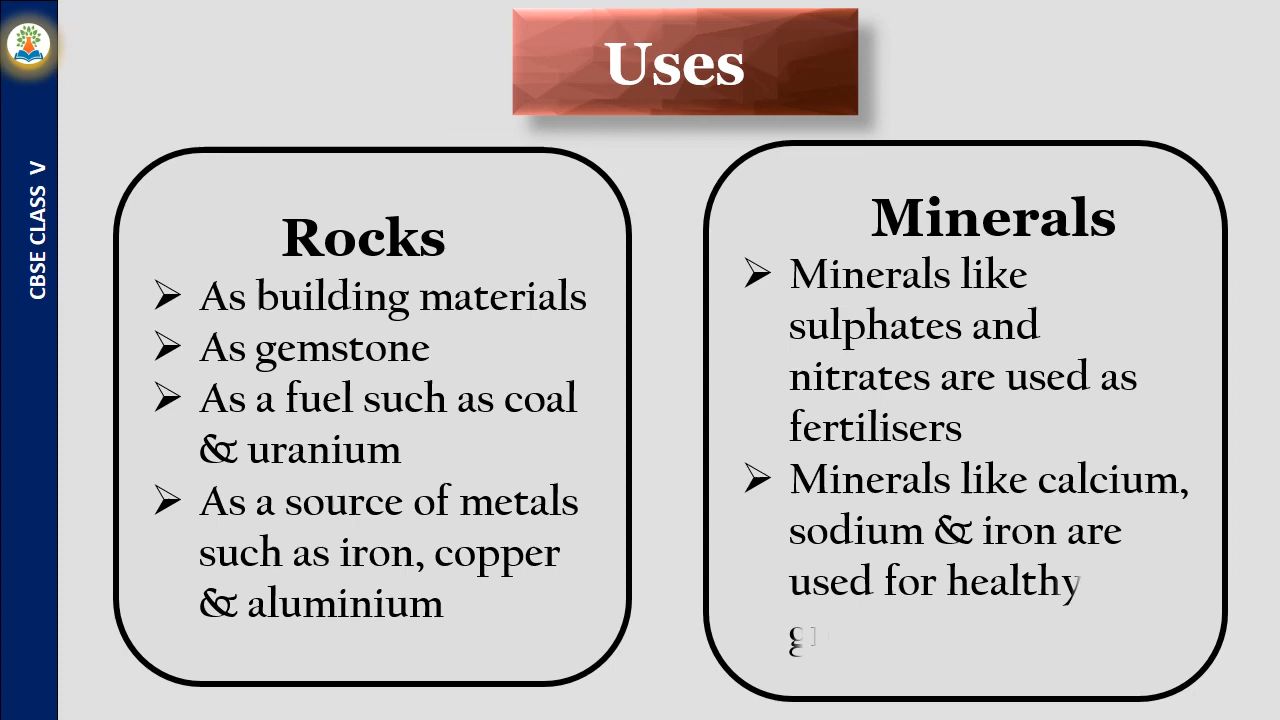 Uses
CBSE CLASS V
Rocks
➢ As building materials
➢ As gemstone
➢ As a fuel such as coal
& uranium
➢ As a source of metals
such as iron, copper
& aluminium
Minerals
➢ Minerals like
sulphates and
nitrates are used as
fertilisers
➢ Minerals like calcium,
sodium & iron are
used for healthy